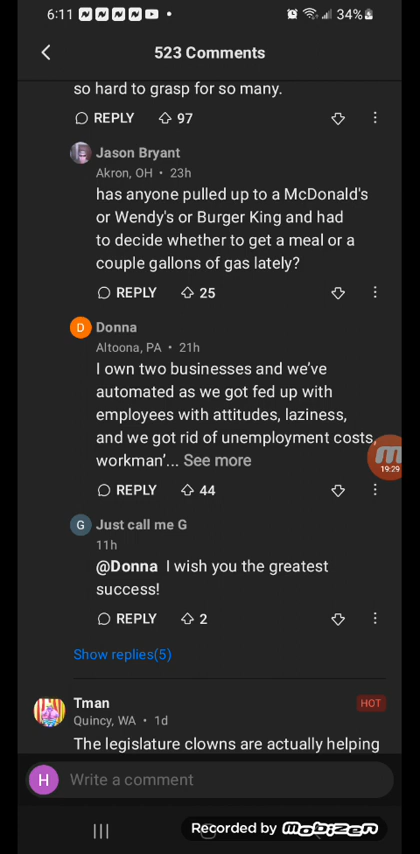 6:11
34%
523 Comments
so hard to grasp for so many.
REPLY 97
Jason Bryant
Akron, OH • 23h
has anyone pulled up to a McDonald's
or Wendy's or Burger King and had
to decide whether to get a meal or a
couple gallons of gas lately?
REPLY 25
D Donna
Altoona, PA • 21h
I own two businesses and we’ve
automated as we got fed up with
employees with attitudes, laziness,
and we got rid of unemployment costs,
workman’... See more
19:29
REPLY 44
G Just call me G
11h
@Donna I wish you the greatest
success!
REPLY 2
Show replies(5)
Tman
HOT
Quincy, WA • 1d
The legislature clowns are actually helping
H Write a comment
Recorded by mobizen